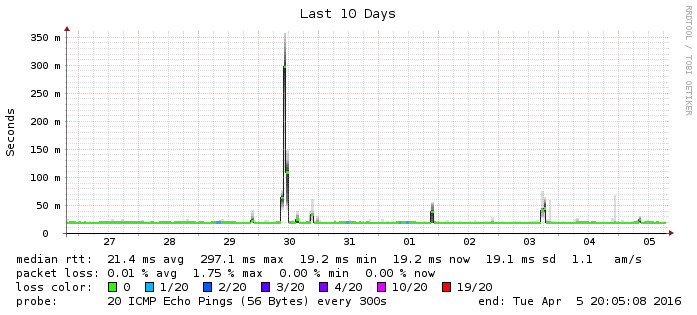 Last 10 Days
RRDTOOL / TOBI OETIKER
Seconds
350 m
300 m
250 m
200 m
150 m
100 m
50 m
0
27 28 29 30 31 01 02 03 04 05
median rtt: 21.4 ms avg 297.1 ms max 19.2 ms min 19.2 ms now 19.1 ms sd 1.1 am/s
packet loss: 0.01 % avg 1.75 % max 0.00 % min 0.00 % now
loss color: 0 1/20 2/20 3/20 4/20 10/20 19/20
probe: 20 ICMP Echo Pings (56 Bytes) every 300s end: Tue Apr 5 20:05:08 2016